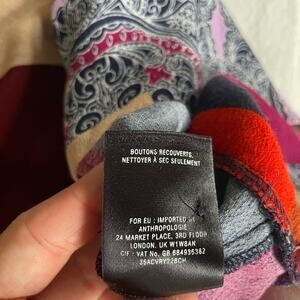 BOUTONS RECOUVERTS,
NETTOYER À SEC SEULEMENT
FOR EU : IMPORTED BY
ANTHROPOLOGIE
24 MARKET PLACE, 3RD FLOOR
LONDON, UK W1W8AN
CIF : VAT No. GB 684935382
35ACVRY228CH